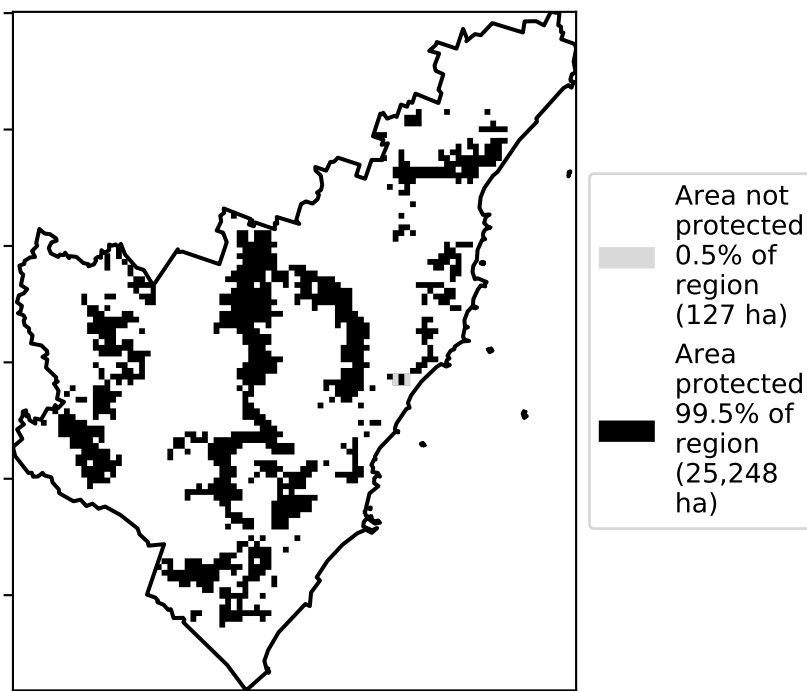 Area not
protected
0.5% of
region
(127 ha)
Area
protected
99.5% of
region
(25,248
ha)